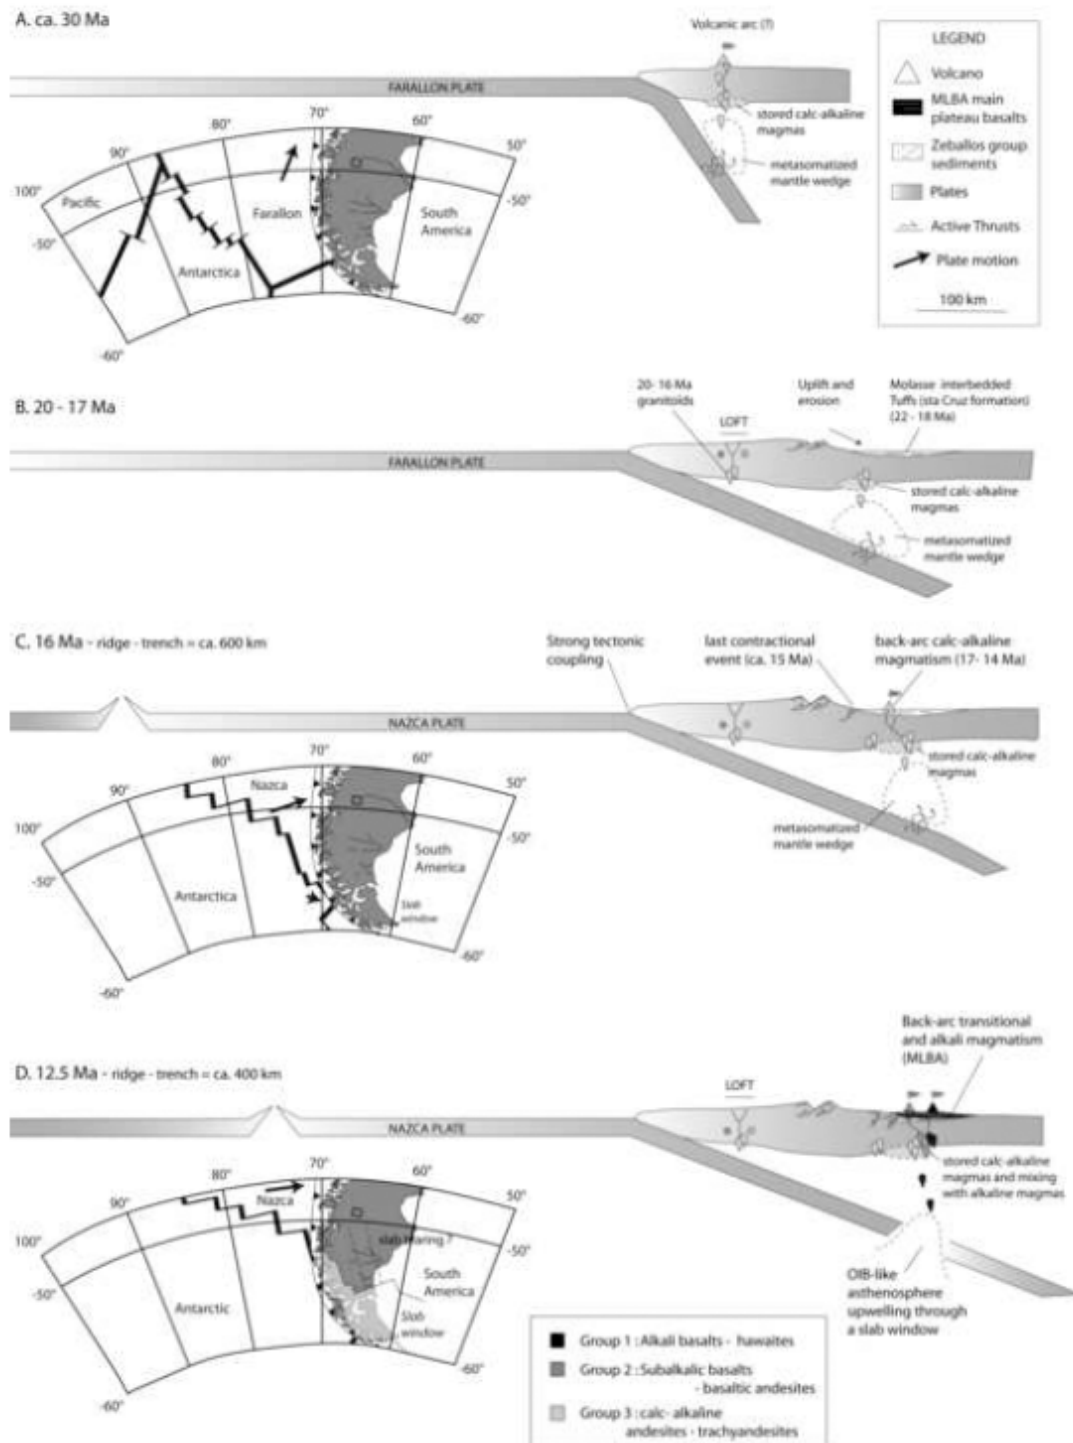 A. ca. 30 Ma
Volcanic arc (?)
FARALLON PLATE
stored calc-alkaline
magmas
metasomatized
mantle wedge
LEGEND
Volcano
MLBA main
plateau basalts
Zeballos group
sediments
Plates
Active Thrusts
Plate motion
100 km
100°
90°
80°
70°
60°
50°
-50°
-50°
-60°
-60°
Pacific
Antarctica
Farallon
South
America
B. 20 - 17 Ma
FARALLON PLATE
20- 16 Ma
granitoids
LOFT
Uplift and
erosion
Molasse interbedded
Tuffs (sta Cruz formation)
(22 - 18 Ma)
stored calc-alkaline
magmas
metasomatized
mantle wedge
C. 16 Ma - ridge - trench = ca. 600 km
Strong tectonic
coupling
last contractional
event (ca. 15 Ma)
back-arc calc-alkaline
magmatism (17- 14 Ma)
NAZCA PLATE
stored calc-alkaline
magmas
metasomatized
mantle wedge
100°
90°
80°
70°
60°
50°
-50°
-50°
-60°
-60°
Nazca
Antarctica
South
America
Slab
window
D. 12.5 Ma - ridge - trench = ca. 400 km
Back-arc transitional
and alkali magmatism
(MLBA)
LOFT
NAZCA PLATE
stored calc-alkaline
magmas and mixing
with alkaline magmas
OIB-like
asthenosphere
upwelling through
a slab window
100°
90°
80°
70°
60°
50°
-50°
-50°
-60°
-60°
Nazca
slab tearing ?
Antarctic
South
America
Slab
window
Group 1 : Alkali basalts - hawaites
Group 2 : Subalkalic basalts
- basaltic andesites
Group 3 : calc- alkaline
andesites - trachyandesites